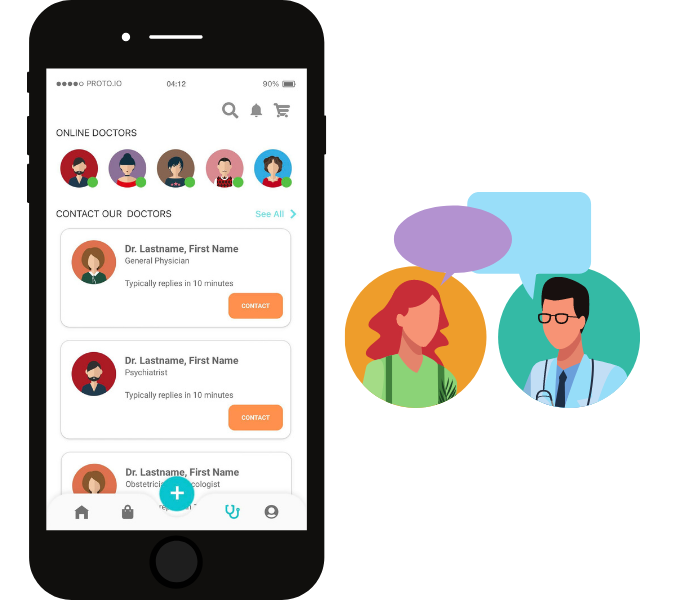 PROTO.IO 04:12 90%
ONLINE DOCTORS
CONTACT OUR DOCTORS See All
Dr. Lastname, First Name
General Physician
Typically replies in 10 minutes
CONTACT
Dr. Lastname, First Name
Psychiatrist
Typically replies in 10 minutes
CONTACT
Dr. Lastname, First Name